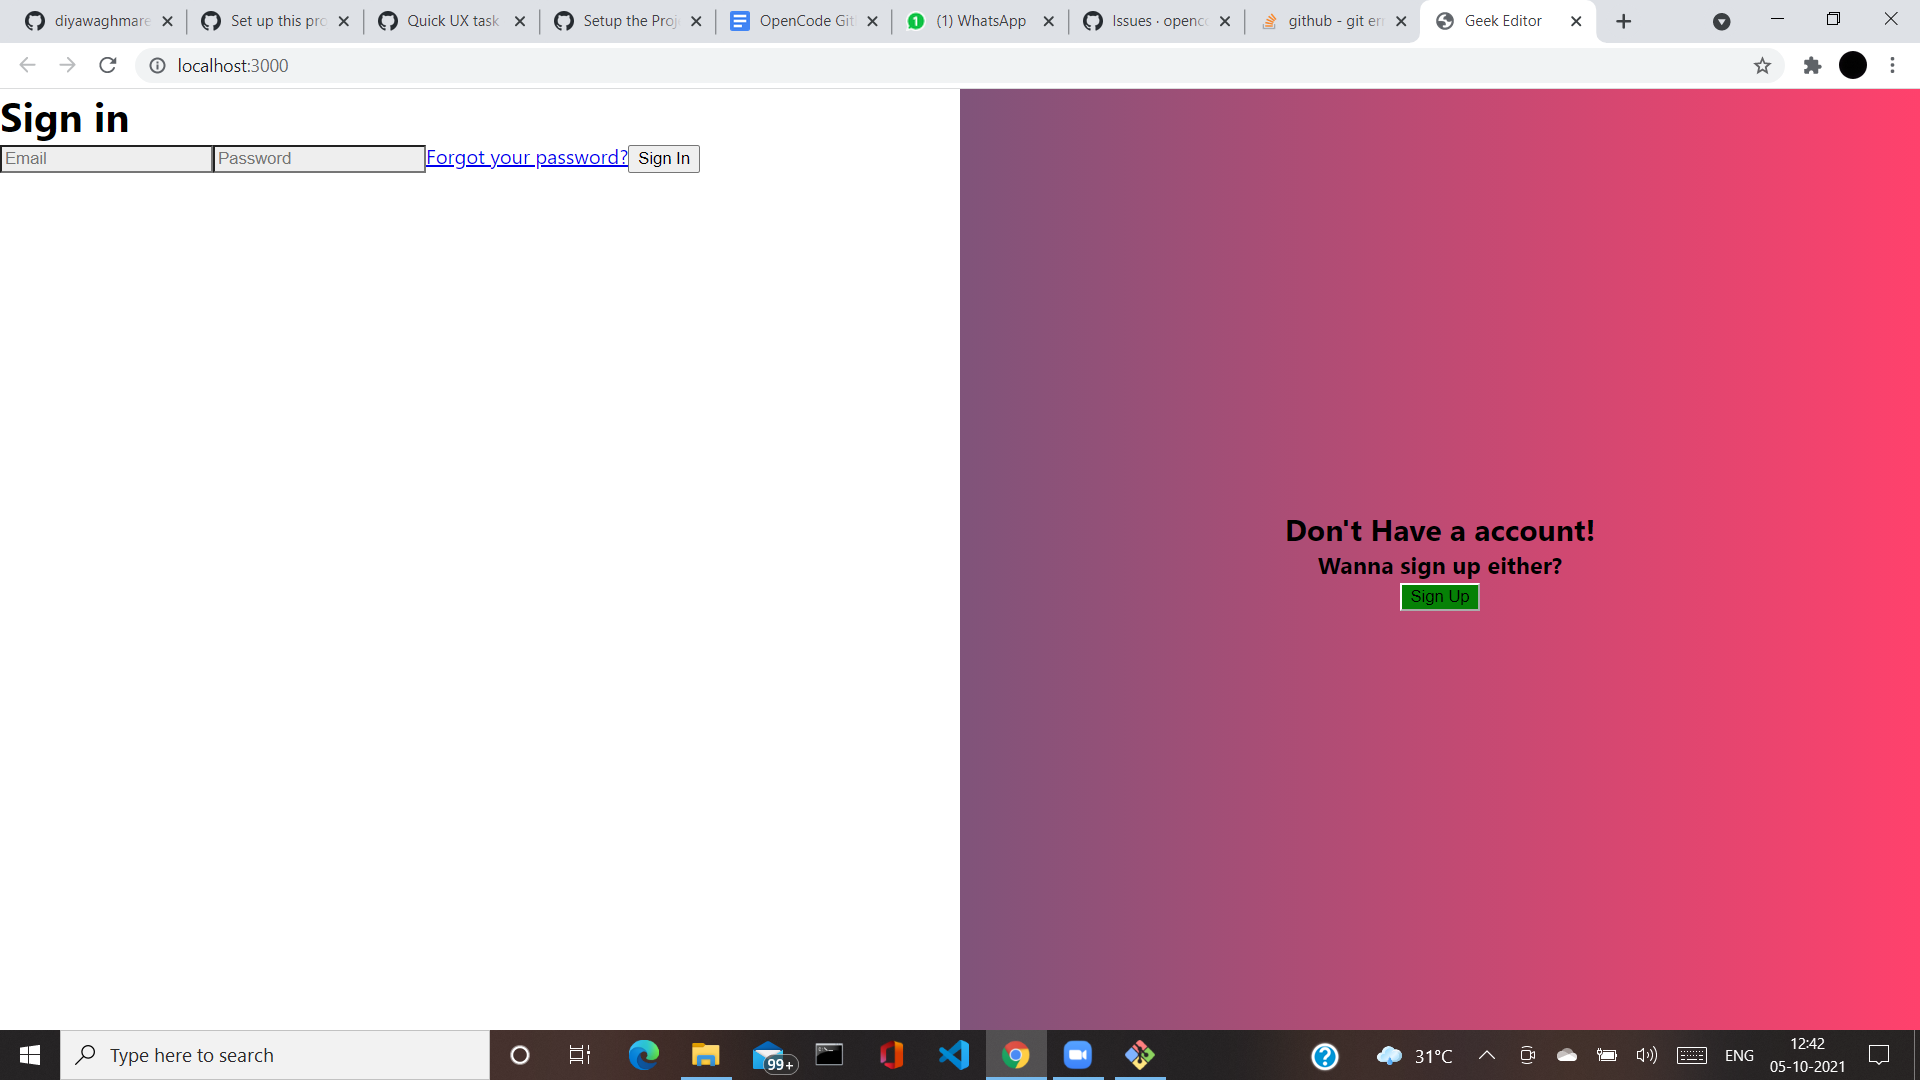 diyawaghmare
Set up this pro
Quick UX task
Setup the Proj
OpenCode Git
(1) WhatsApp
Issues · openco
github - git err
Geek Editor
localhost:3000
Sign in
Email
Password
Forgot your password?
Sign In
Don't Have a account!
Wanna sign up either?
Sign Up
Type here to search
99+
31°C
ENG
12:42
05-10-2021